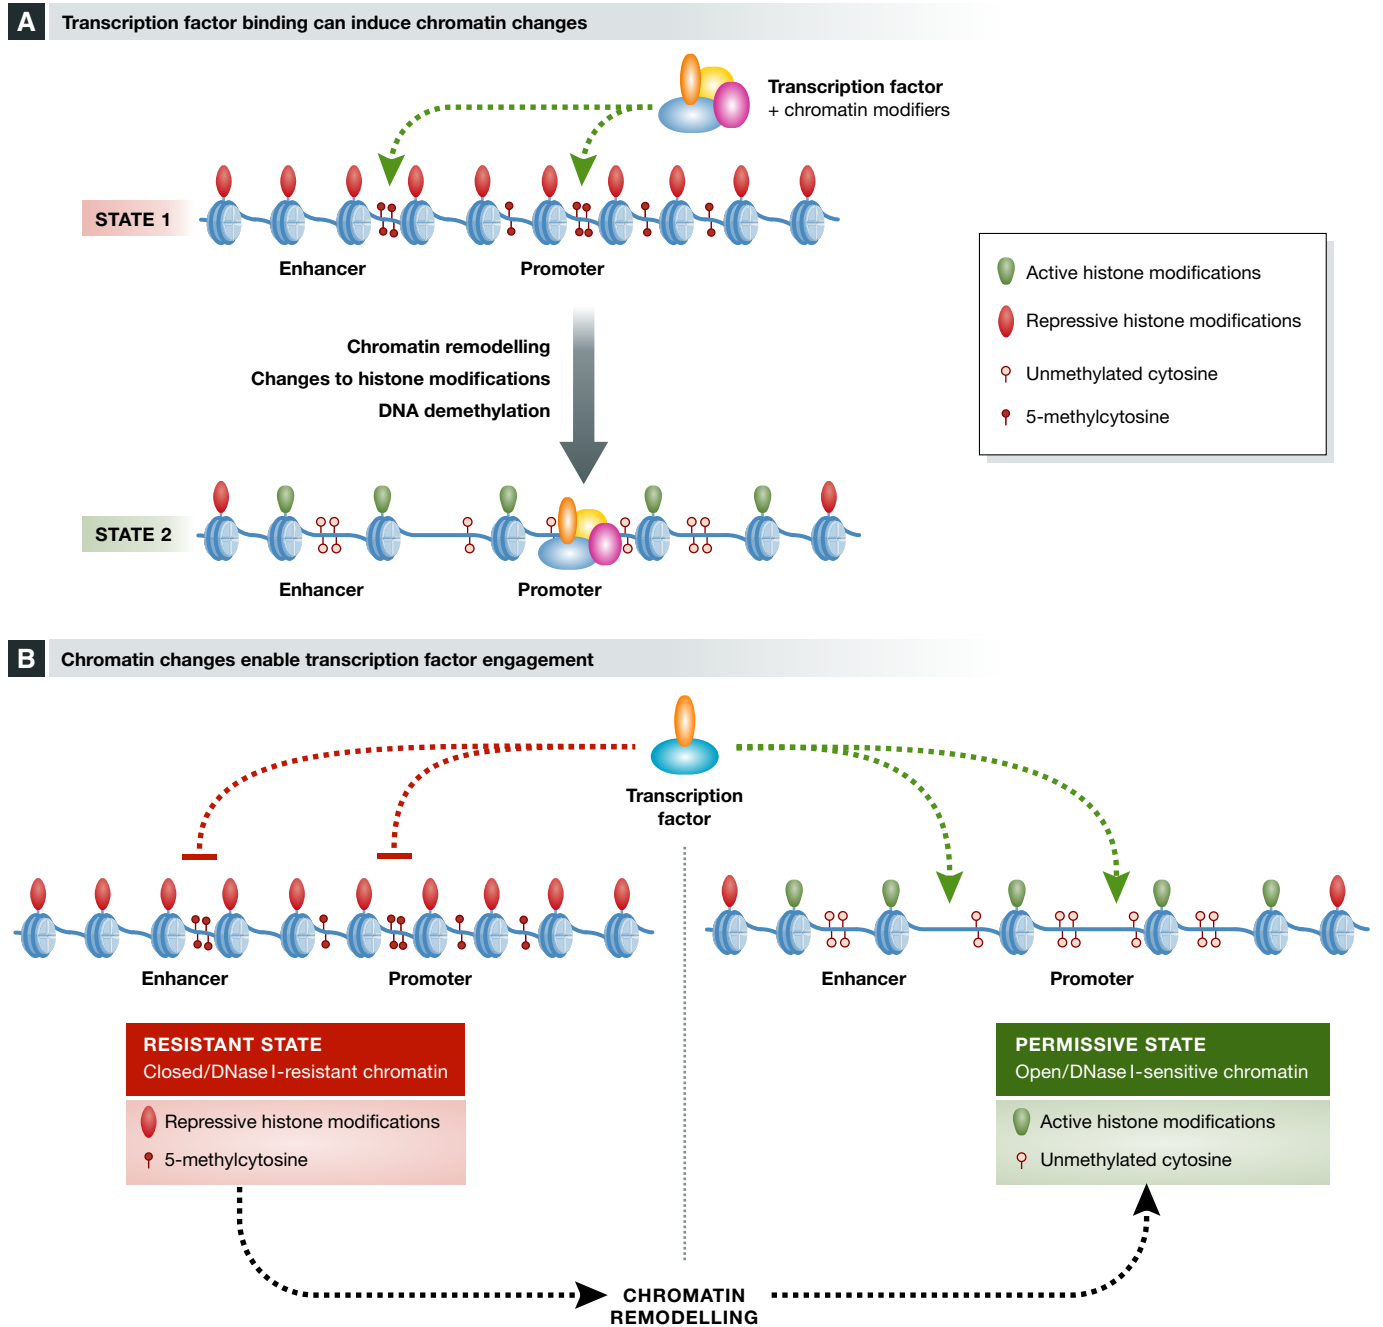 A Transcription factor binding can induce chromatin changes
Transcription factor
+ chromatin modifiers
STATE 1
Enhancer
Promoter
Active histone modifications
Repressive histone modifications
Unmethylated cytosine
5-methylcytosine
Chromatin remodelling
Changes to histone modifications
DNA demethylation
STATE 2
Enhancer
Promoter
B Chromatin changes enable transcription factor engagement
Transcription
factor
Enhancer
Promoter
Enhancer
Promoter
RESISTANT STATE
Closed/DNase I-resistant chromatin
Repressive histone modifications
5-methylcytosine
PERMISSIVE STATE
Open/DNase I-sensitive chromatin
Active histone modifications
Unmethylated cytosine
CHROMATIN
REMODELLING